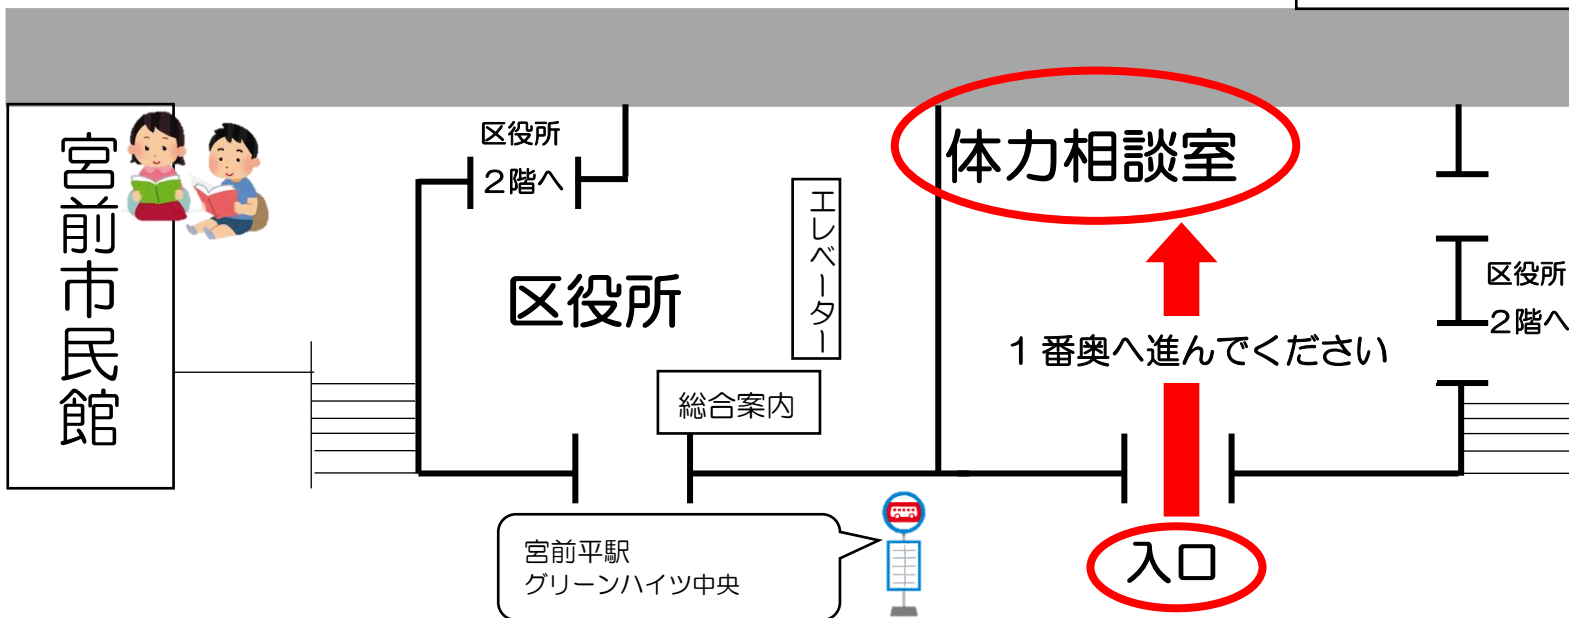 宮前市民館
区役所
2階へ
区役所
エレベーター
総合案内
体力相談室
1番奥へ進んでください
区役所
2階へ
入口
宮前平駅
グリーンハイツ中央